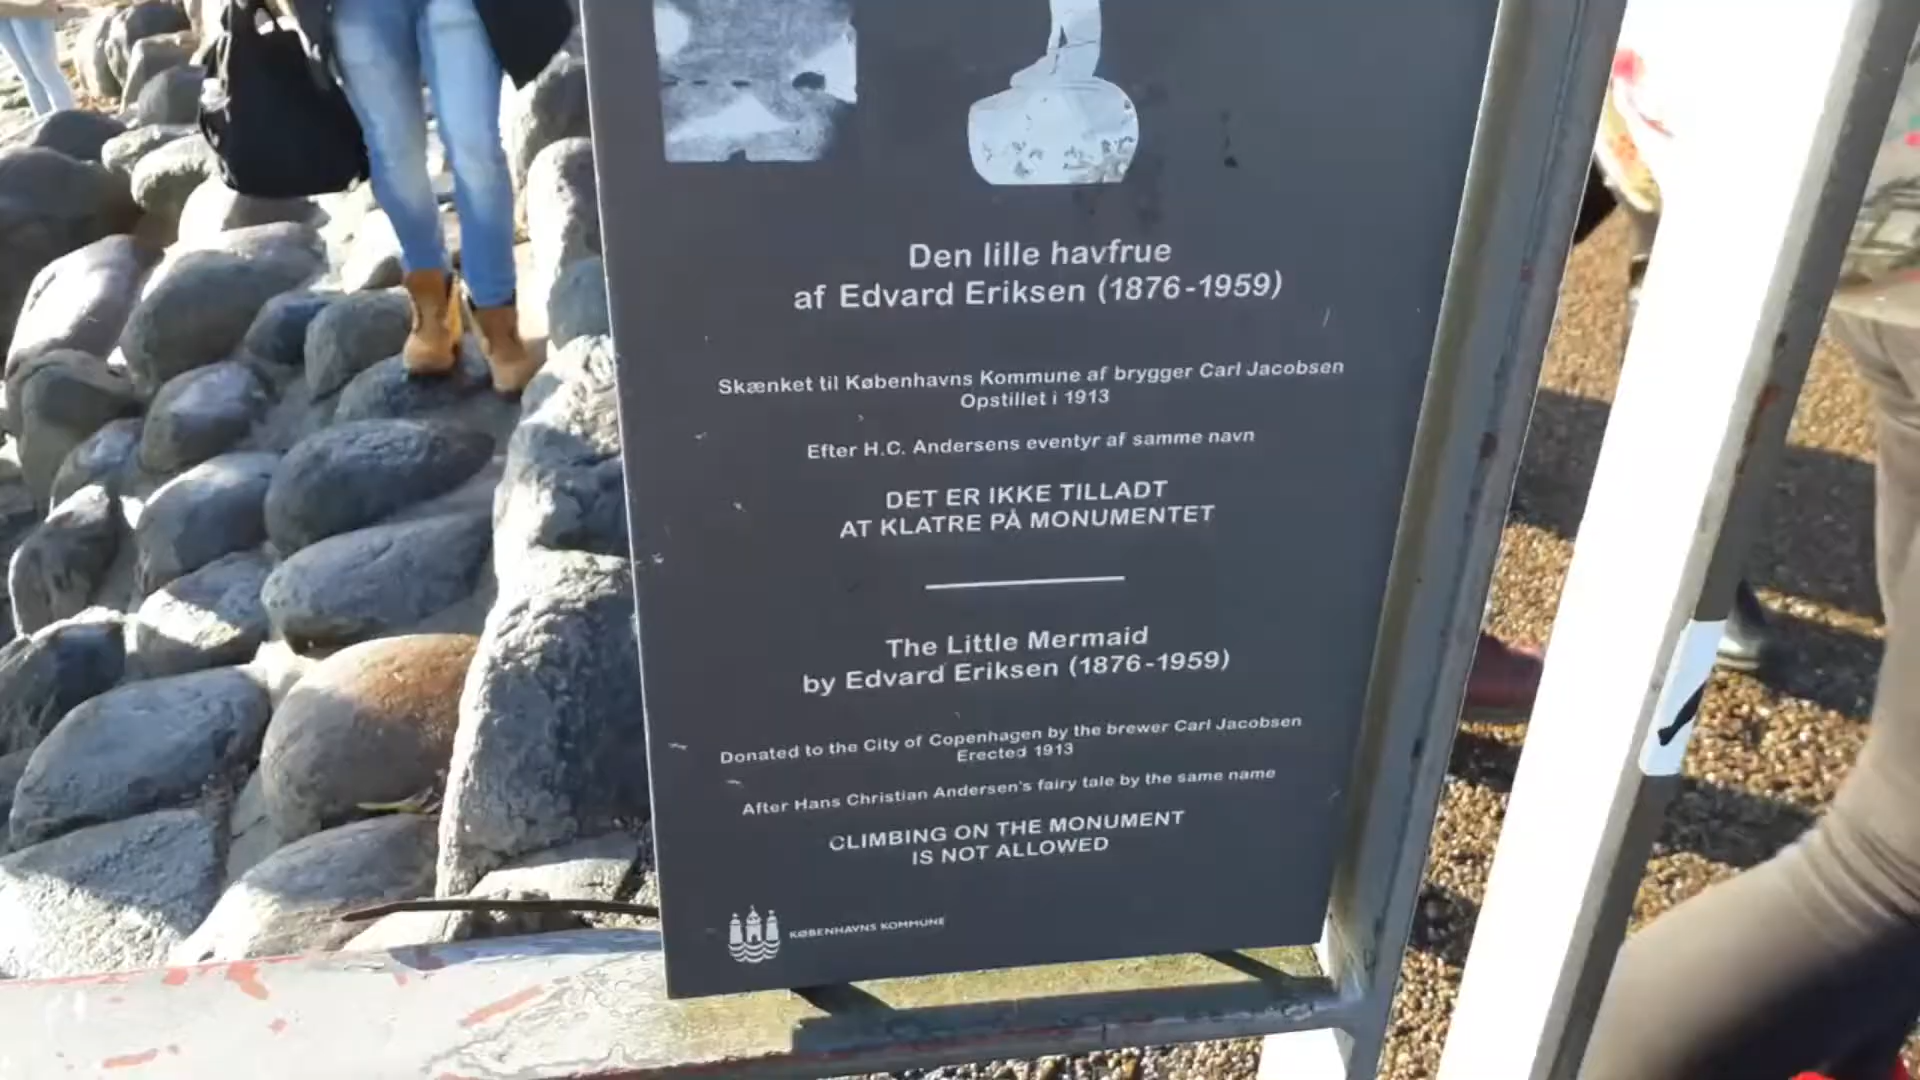 Den lille havfrue
af Edvard Eriksen (1876-1959)
Skænket til Københavns Kommune af brygger Carl Jacobsen
Opstillet i 1913
Efter H.C. Andersens eventyr af samme navn
DET ER IKKE TILLADT
AT KLATRE PÅ MONUMENTET
The Little Mermaid
by Edvard Eriksen (1876-1959)
Donated to the City of Copenhagen by the brewer Carl Jacobsen
Erected 1913
After Hans Christian Andersen's fairy tale by the same name
CLIMBING ON THE MONUMENT
IS NOT ALLOWED
KØBENHAVNS KOMMUNE